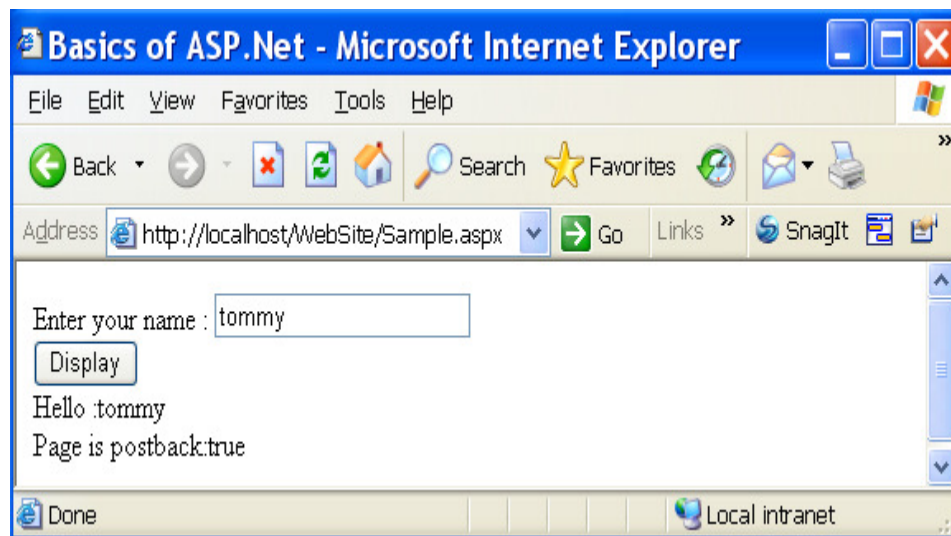 Basics of ASP.Net - Microsoft Internet Explorer
File Edit View Favorites Tools Help
Back Search Favorites »
Address http://localhost/WebSite/Sample.aspx Go Links » SnagIt
Enter your name : tommy
Display
Hello :tommy
Page is postback:true
Done Local intranet